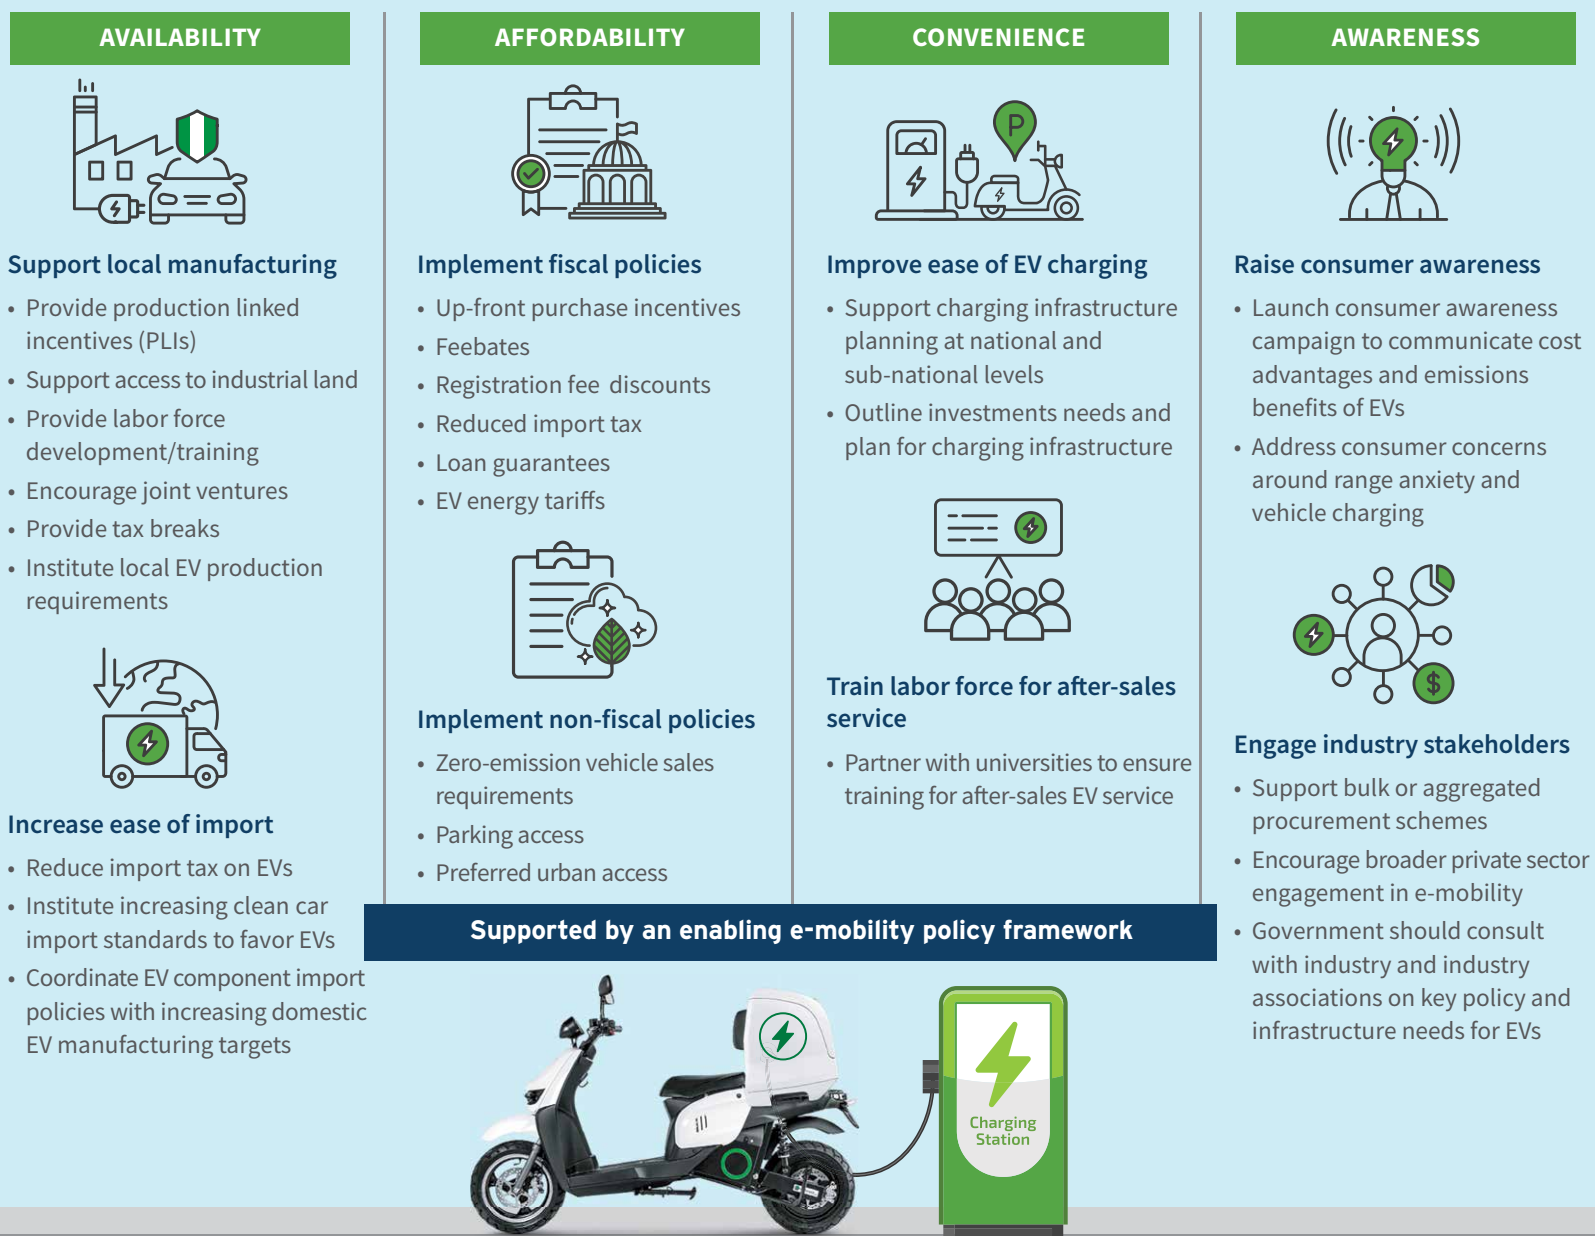 AVAILABILITY
Support local manufacturing
• Provide production linked
incentives (PLIs)
• Support access to industrial land
• Provide labor force
development/training
• Encourage joint ventures
• Provide tax breaks
• Institute local EV production
requirements
Increase ease of import
• Reduce import tax on EVs
• Institute increasing clean car
import standards to favor EVs
• Coordinate EV component import
policies with increasing domestic
EV manufacturing targets
AFFORDABILITY
Implement fiscal policies
• Up-front purchase incentives
• Feebates
• Registration fee discounts
• Reduced import tax
• Loan guarantees
• EV energy tariffs
Implement non-fiscal policies
• Zero-emission vehicle sales
requirements
• Parking access
• Preferred urban access
CONVENIENCE
P
Improve ease of EV charging
• Support charging infrastructure
planning at national and
sub-national levels
• Outline investments needs and
plan for charging infrastructure
Train labor force for after-sales
service
• Partner with universities to ensure
training for after-sales EV service
AWARENESS
Raise consumer awareness
• Launch consumer awareness
campaign to communicate cost
advantages and emissions
benefits of EVs
• Address consumer concerns
around range anxiety and
vehicle charging
$
Engage industry stakeholders
• Support bulk or aggregated
procurement schemes
• Encourage broader private sector
engagement in e-mobility
• Government should consult
with industry and industry
associations on key policy and
infrastructure needs for EVs
Supported by an enabling e-mobility policy framework
Charging
Station